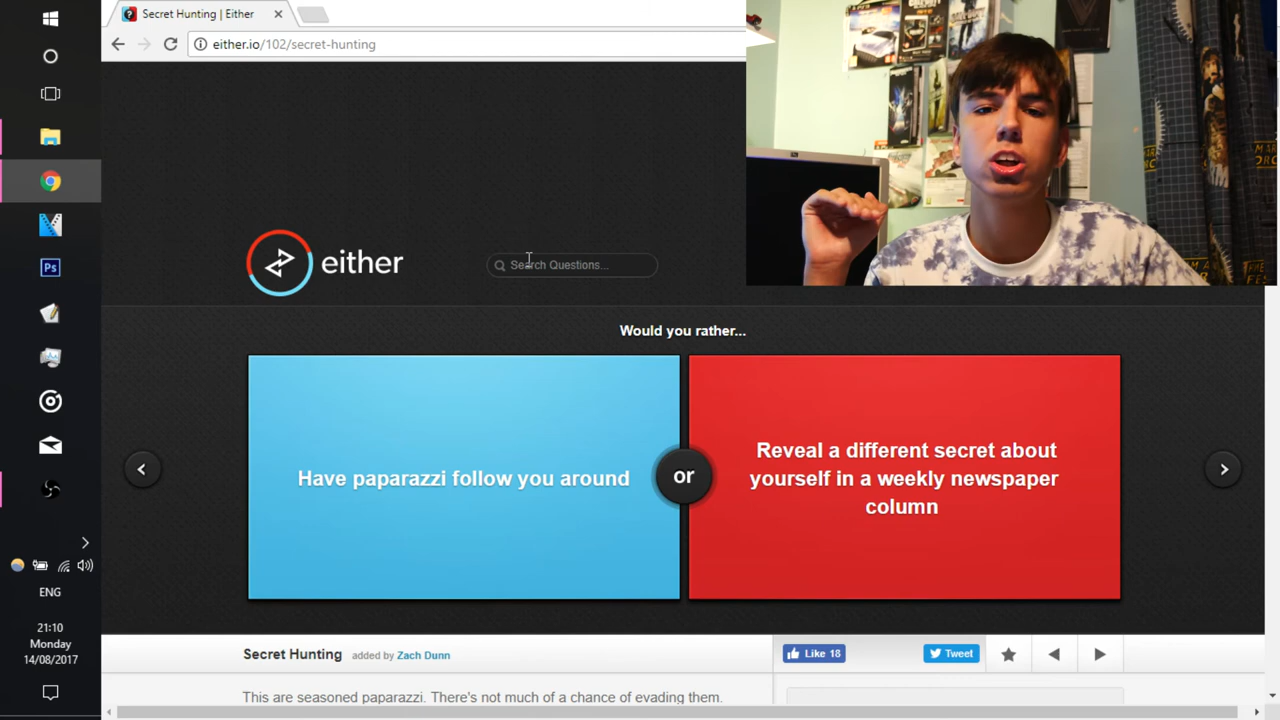 Secret Hunting | Either
either.io/102/secret-hunting
either
Search Questions...
Would you rather...
Have paparazzi follow you around
or
Reveal a different secret about
yourself in a weekly newspaper
column
Secret Hunting added by Zach Dunn
Like 18
Tweet
This are seasoned paparazzi. There's not much of a chance of evading them.
Ps
ENG
21:10
Monday
14/08/2017